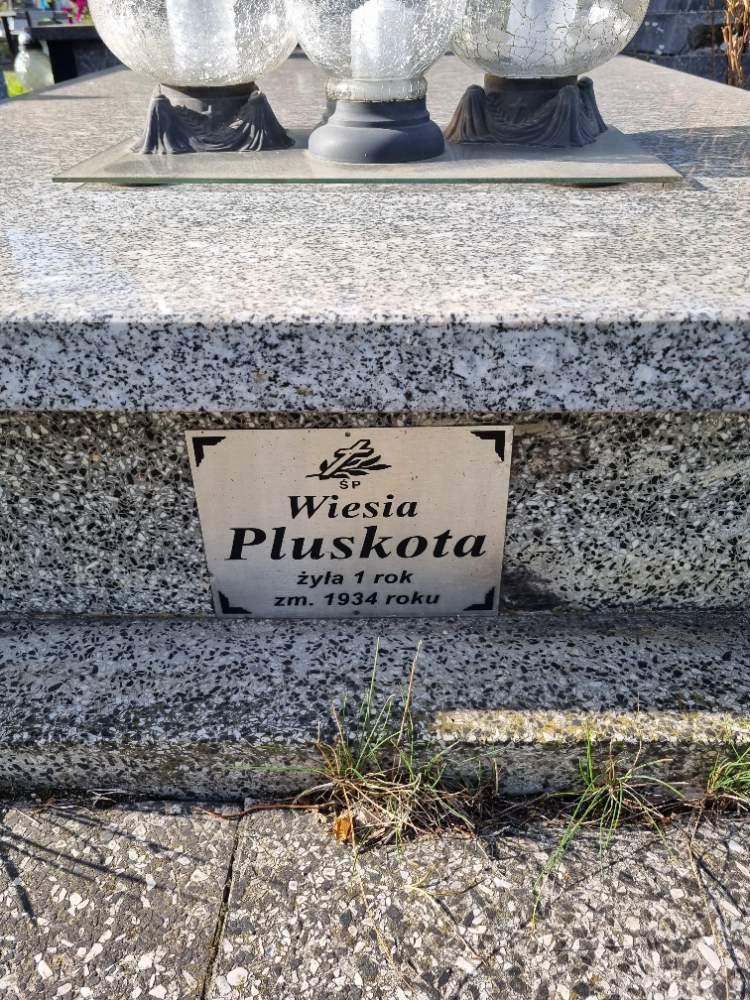 ŚP
Wiesia
Pluskota
żyła 1 rok
zm. 1934 roku